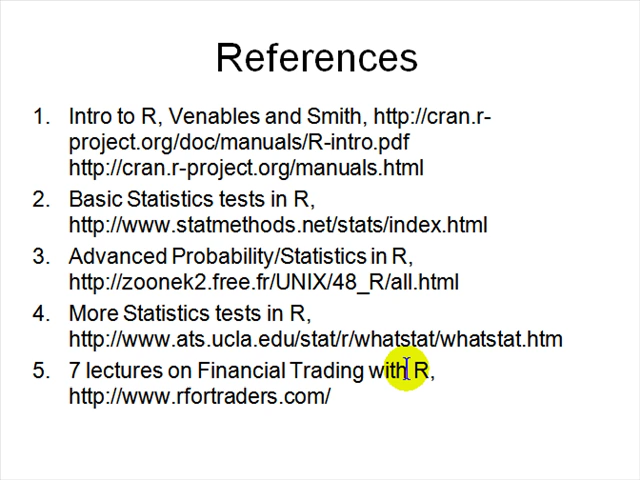 References
1. Intro to R, Venables and Smith, http://cran.r-
project.org/doc/manuals/R-intro.pdf
http://cran.r-project.org/manuals.html
2. Basic Statistics tests in R,
http://www.statmethods.net/stats/index.html
3. Advanced Probability/Statistics in R,
http://zoonek2.free.fr/UNIX/48_R/all.html
4. More Statistics tests in R,
http://www.ats.ucla.edu/stat/r/whatstat/whatstat.htm
5. 7 lectures on Financial Trading with R,
http://www.rfortraders.com/